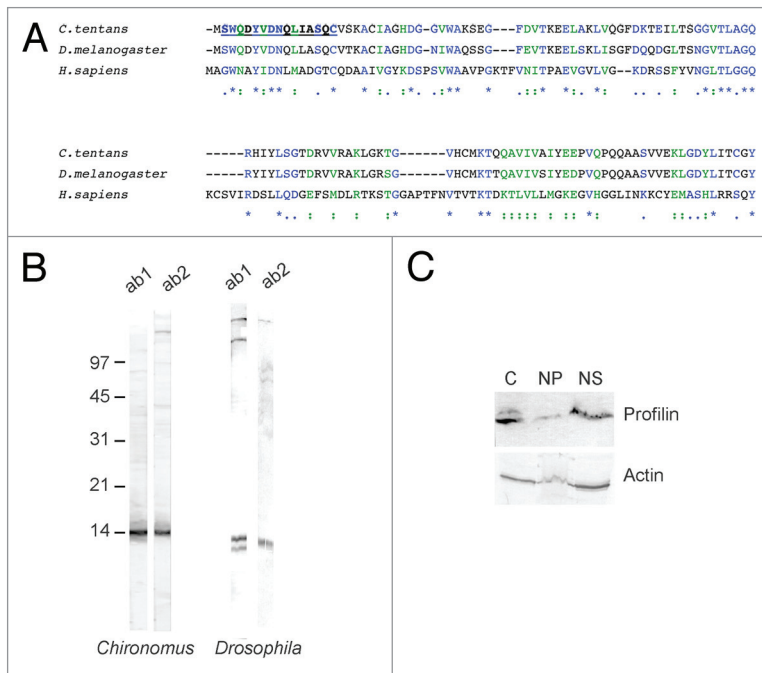 A
C.tentans -MSWQDYVDNQLIASQCVSKACIAGHDG-GVWAKSEG---FDVTKEELAKLVQGFDKTEILTSGGVTLAGQ
D.melanogaster -MSWQDYVDNQLLASQCVTKACIAGHDG-NIWAQSSG---FEVTKEELSKLISGFDQQDGLTSNGVTLAGQ
H.sapiens MAGWNAYIDNLMADGTCQDAAIVGYKDSPSVWAAVPGKTFVNITPAEVGVLVG--KDRSSFYVNGLTLGGQ
C.tentans -----RHIYLSGTDRVVRAKLGKTG------VHCMKTQQAVIVAIYEEPVQPQQAASVVEKLGDYLITCGY
D.melanogaster -----RYIYLSGTDRVVRAKLGRSG------VHCMKTTQAVIVSIYEDPVQPQQAASVVEKLGDYLITCGY
H.sapiens KCSVIRDSLLQDGEFSMDLRTKSTGGAPTFNVTVTKTDKTLVLLMGKEGVHGGLINKKCYEMASHLRRSQY
B
ab1 ab2 ab1 ab2
97
45
31
21
14
Chironomus Drosophila
C
C NP NS
Profilin
Actin